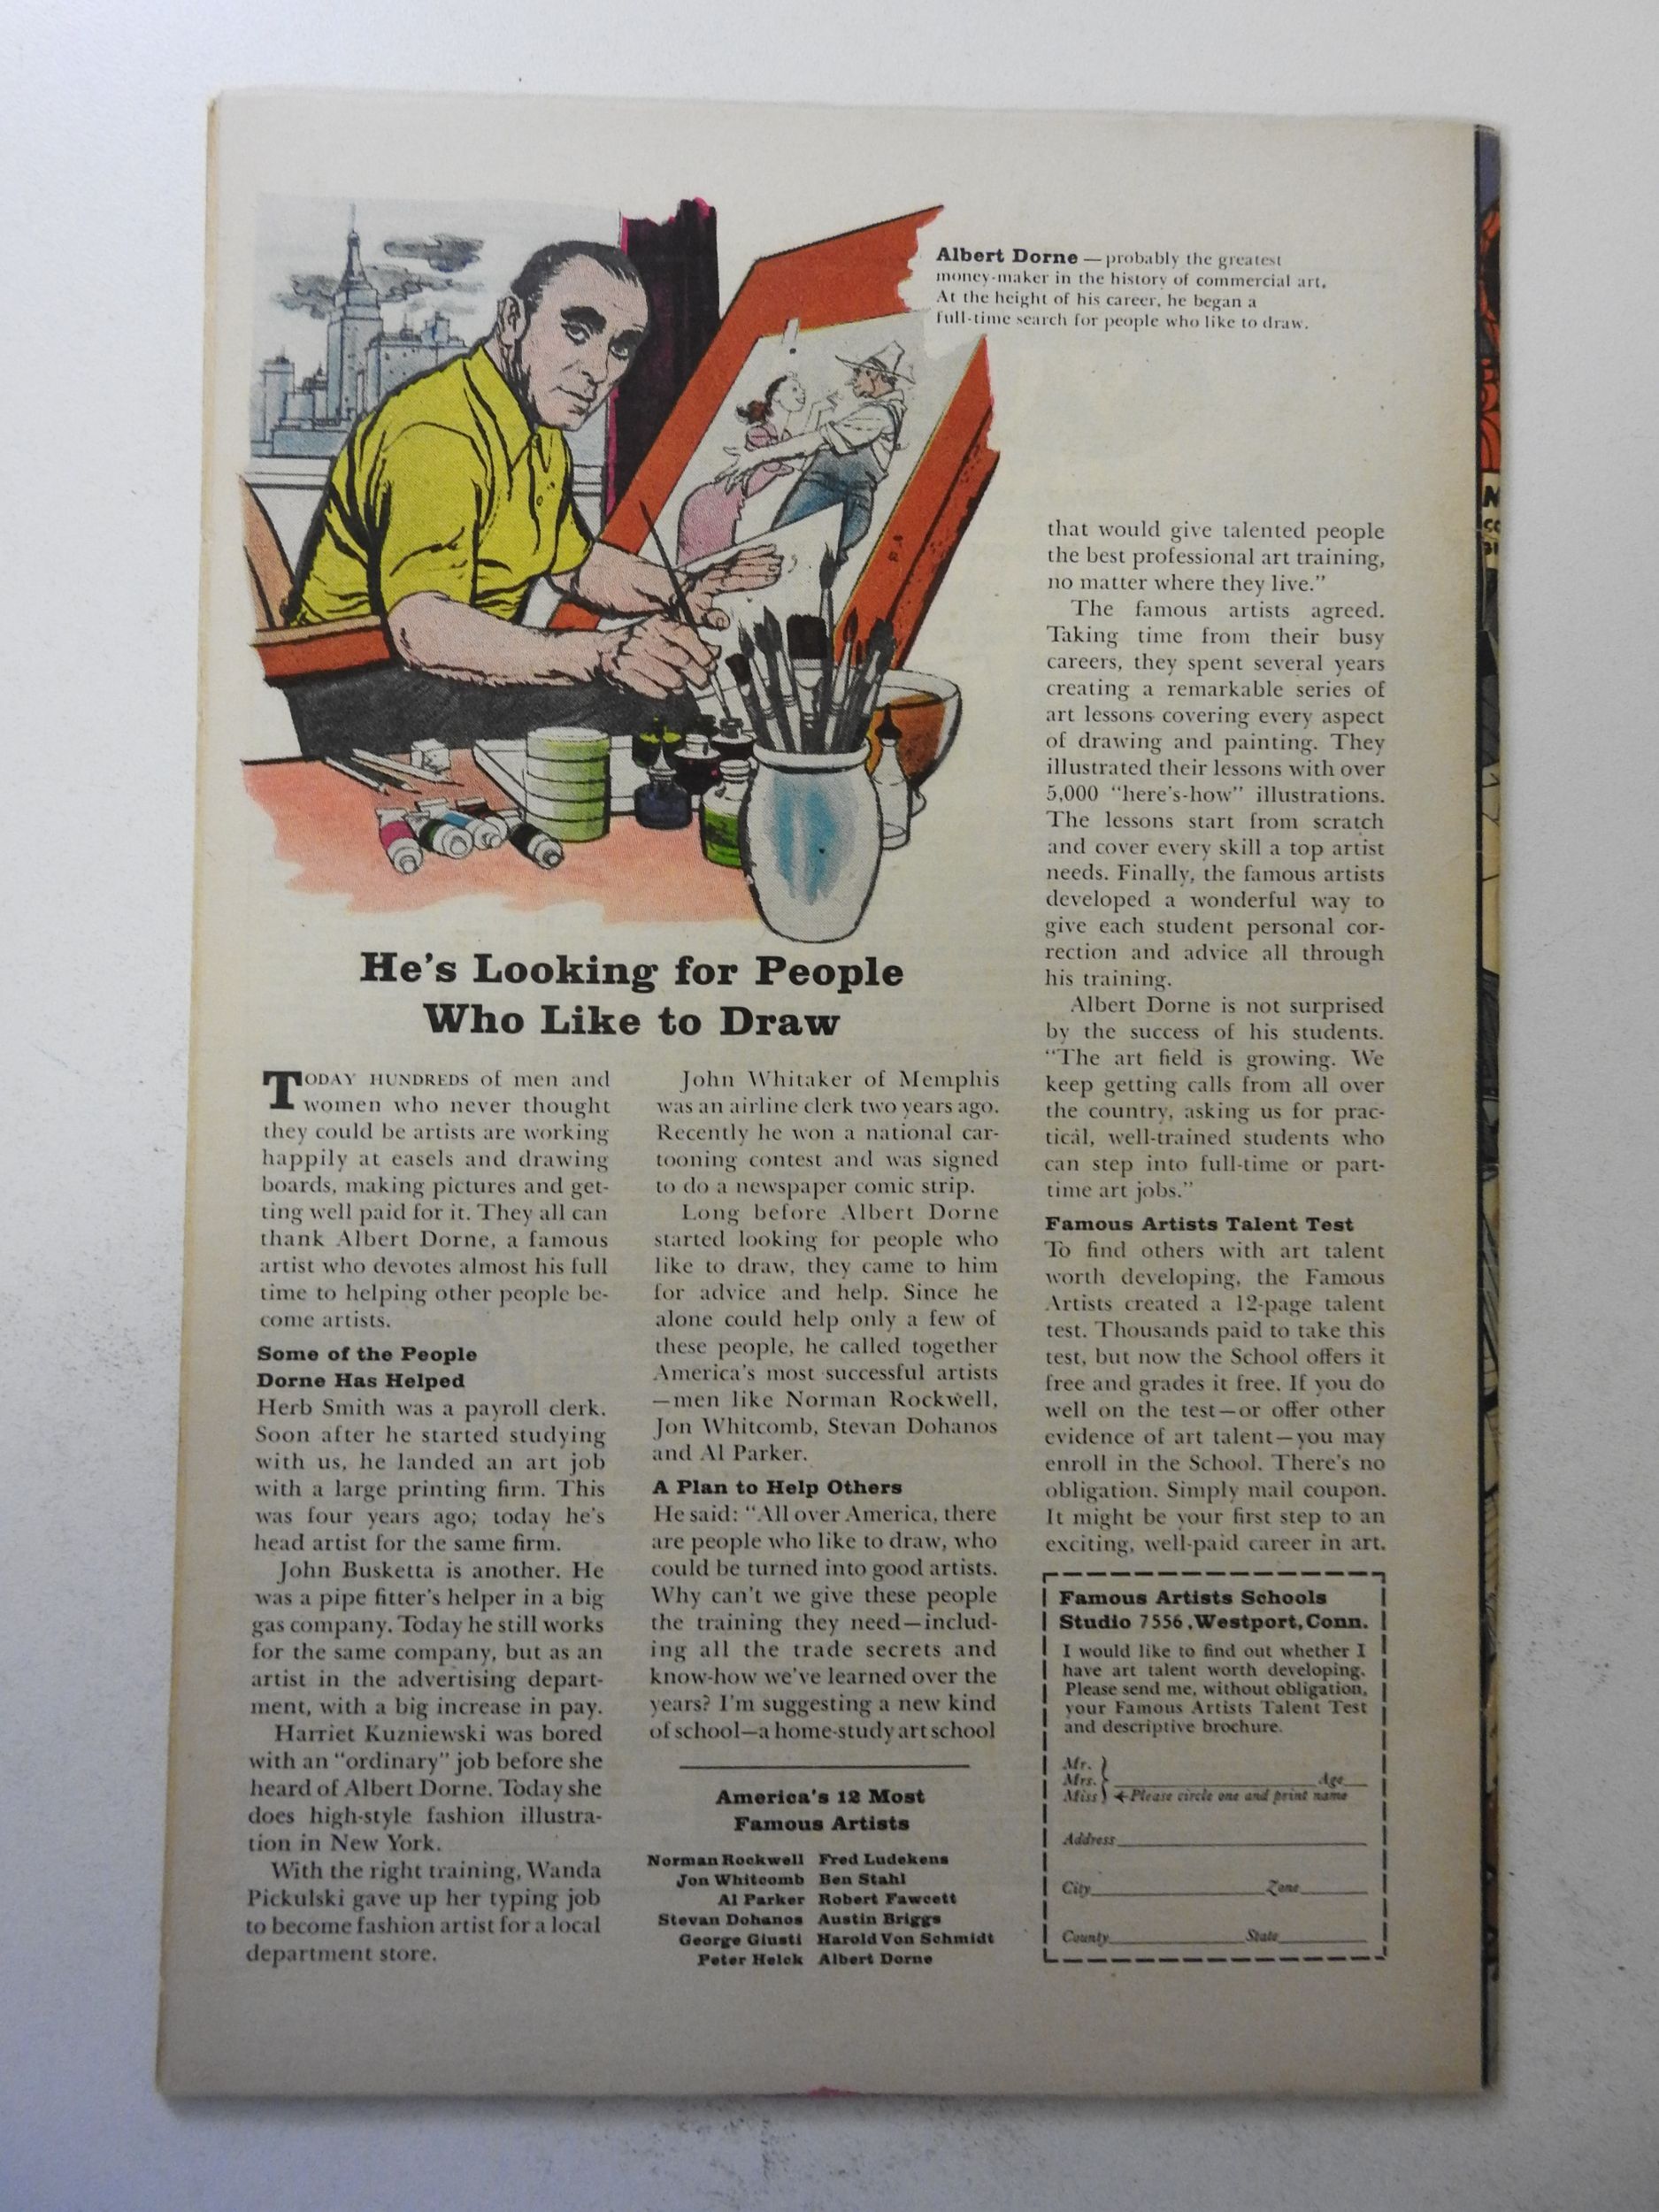 Albert Dorne — probably the greatest
money-maker in the history of commercial art.
At the height of his career, he began a
full-time search for people who like to draw.
He's Looking for People
Who Like to Draw
TODAY HUNDREDS of men and
women who never thought
they could be artists are working
happily at easels and drawing
boards, making pictures and get-
ting well paid for it. They all can
thank Albert Dorne, a famous
artist who devotes almost his full
time to helping other people be-
come artists.
Some of the People
Dorne Has Helped
Herb Smith was a payroll clerk.
Soon after he started studying
with us, he landed an art job
with a large printing firm. This
was four years ago; today he's
head artist for the same firm.
John Busketta is another. He
was a pipe fitter's helper in a big
gas company. Today he still works
for the same company, but as an
artist in the advertising depart-
ment, with a big increase in pay.
Harriet Kuzniewski was bored
with an "ordinary" job before she
heard of Albert Dorne. Today she
does high-style fashion illustra-
tion in New York.
With the right training, Wanda
Pickulski gave up her typing job
to become fashion artist for a local
department store.
John Whitaker of Memphis
was an airline clerk two years ago.
Recently he won a national car-
tooning contest and was signed
to do a newspaper comic strip.
Long before Albert Dorne
started looking for people who
like to draw, they came to him
for advice and help. Since he
alone could help only a few of
these people, he called together
America's most successful artists
—men like Norman Rockwell,
Jon Whitcomb, Stevan Dohanos
and Al Parker.
A Plan to Help Others
He said: "All over America, there
are people who like to draw, who
could be turned into good artists.
Why can't we give these people
the training they need—includ-
ing all the trade secrets and
know-how we've learned over the
years? I'm suggesting a new kind
of school—a home-study art school
America's 12 Most
Famous Artists
Norman Rockwell Fred Ludekens
Jon Whitcomb Ben Stahl
Al Parker Robert Fawcett
Stevan Dohanos Austin Briggs
George Giusti Harold Von Schmidt
Peter Helck Albert Dorne
that would give talented people
the best professional art training,
no matter where they live."
The famous artists agreed.
Taking time from their busy
careers, they spent several years
creating a remarkable series of
art lessons covering every aspect
of drawing and painting. They
illustrated their lessons with over
5,000 "here's-how" illustrations.
The lessons start from scratch
and cover every skill a top artist
needs. Finally, the famous artists
developed a wonderful way to
give each student personal cor-
rection and advice all through
his training.
Albert Dorne is not surprised
by the success of his students.
"The art field is growing. We
keep getting calls from all over
the country, asking us for prac-
tical, well-trained students who
can step into full-time or part-
time art jobs."
Famous Artists Talent Test
To find others with art talent
worth developing, the Famous
Artists created a 12-page talent
test. Thousands paid to take this
test, but now the School offers it
free and grades it free. If you do
well on the test—or offer other
evidence of art talent—you may
enroll in the School. There's no
obligation. Simply mail coupon.
It might be your first step to an
exciting, well-paid career in art.
Famous Artists Schools
Studio 7556, Westport, Conn.
I would like to find out whether I
have art talent worth developing.
Please send me, without obligation,
your Famous Artists Talent Test
and descriptive brochure.
Mr.
Mrs. Age
Miss Please circle one and print name
Address
City Zone
County State